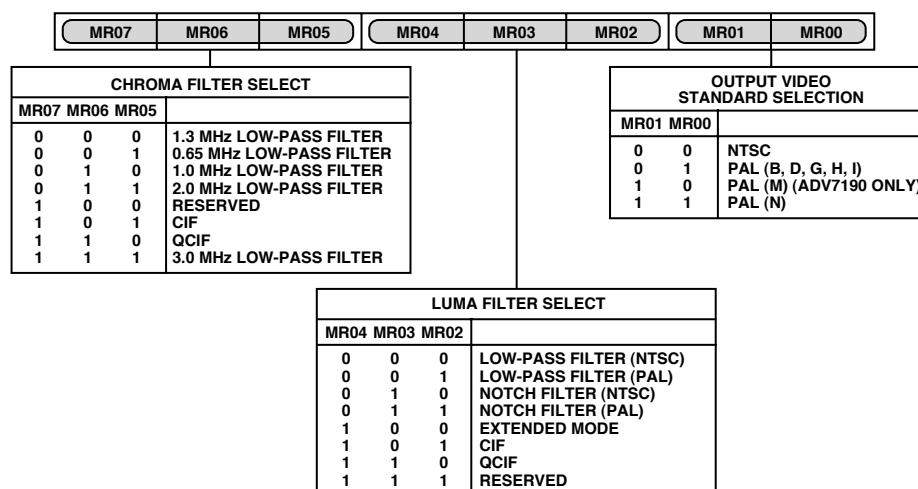 MR07 MR06 MR05 MR04 MR03 MR02 MR01 MR00
CHROMA FILTER SELECT
MR07 MR06 MR05
0 0 0 1.3 MHz LOW-PASS FILTER
0 0 1 0.65 MHz LOW-PASS FILTER
0 1 0 1.0 MHz LOW-PASS FILTER
0 1 1 2.0 MHz LOW-PASS FILTER
1 0 0 RESERVED
1 0 1 CIF
1 1 0 QCIF
1 1 1 3.0 MHz LOW-PASS FILTER
OUTPUT VIDEO
STANDARD SELECTION
MR01 MR00
0 0 NTSC
0 1 PAL (B, D, G, H, I)
1 0 PAL (M) (ADV7190 ONLY)
1 1 PAL (N)
LUMA FILTER SELECT
MR04 MR03 MR02
0 0 0 LOW-PASS FILTER (NTSC)
0 0 1 LOW-PASS FILTER (PAL)
0 1 0 NOTCH FILTER (NTSC)
0 1 1 NOTCH FILTER (PAL)
1 0 0 EXTENDED MODE
1 0 1 CIF
1 1 0 QCIF
1 1 1 RESERVED